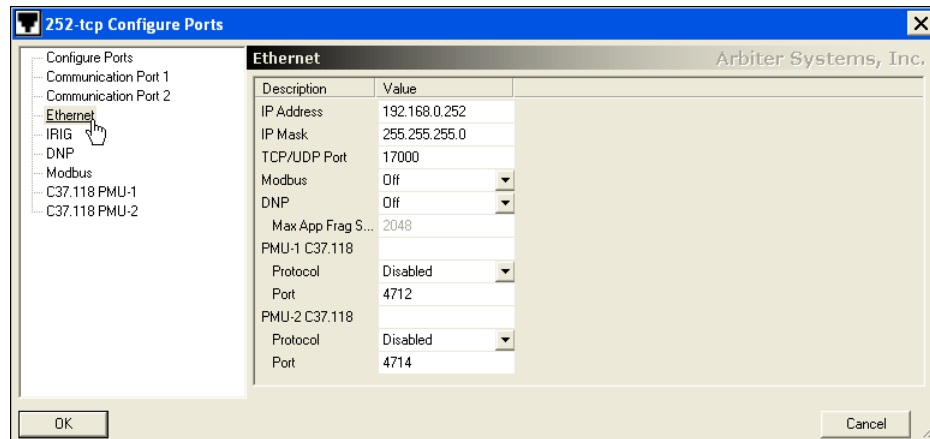 252-tcp Configure Ports
Configure Ports
Communication Port 1
Communication Port 2
Ethernet
IRIG
DNP
Modbus
C37.118 PMU-1
C37.118 PMU-2
Ethernet
Arbiter Systems, Inc.
Description Value
IP Address 192.168.0.252
IP Mask 255.255.255.0
TCP/UDP Port 17000
Modbus Off
DNP Off
Max App Frag S... 2048
PMU-1 C37.118
Protocol Disabled
Port 4712
PMU-2 C37.118
Protocol Disabled
Port 4714
OK
Cancel